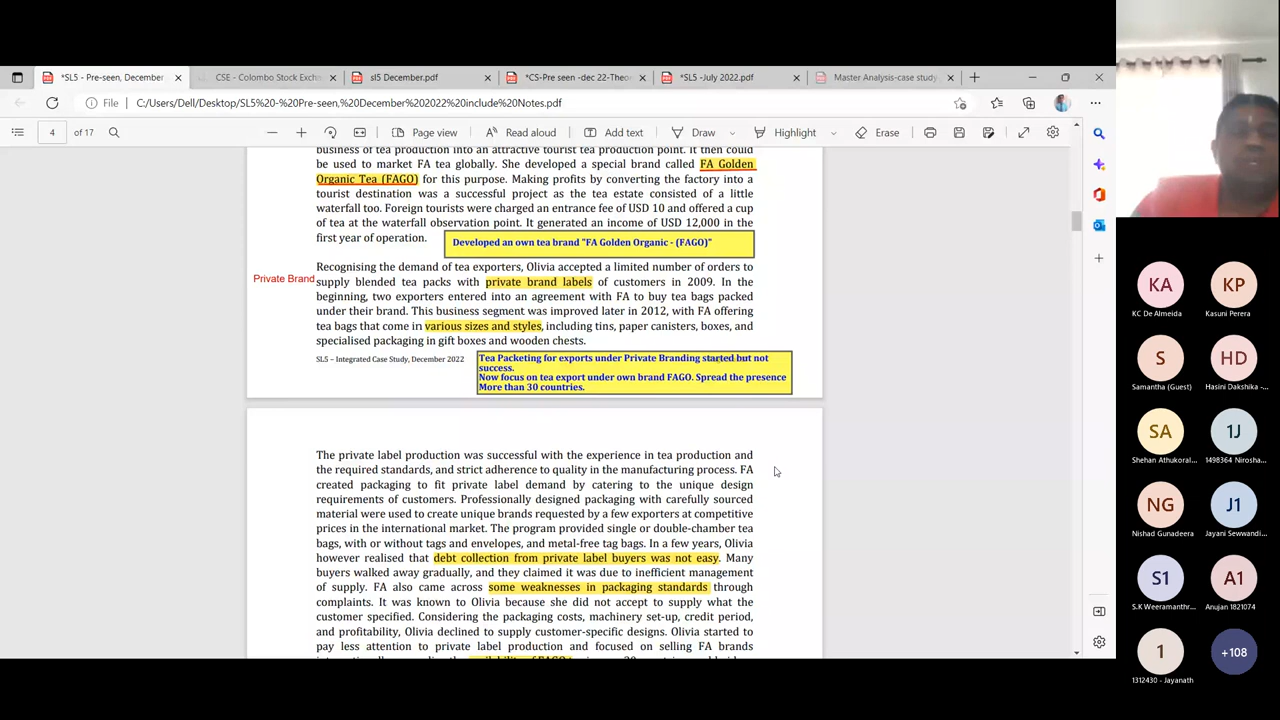 *SL5 - Pre-seen, December
CSE - Colombo Stock Excha
sl5 December.pdf
*CS-Pre seen -dec 22-Theor
*SL5 -July 2022.pdf
Master Analysis-case study
File
C:/Users/Dell/Desktop/SL5%20-%20Pre-seen,%20December%202022%20include%20Notes.pdf
4 of 17
Page view
Read aloud
Add text
Draw
Highlight
Erase
business of tea production into an attractive tourist tea production point. It then could
be used to market FA tea globally. She developed a special brand called FA Golden
Organic Tea (FAGO) for this purpose. Making profits by converting the factory into a
tourist destination was a successful project as the tea estate consisted of a little
waterfall too. Foreign tourists were charged an entrance fee of USD 10 and offered a cup
of tea at the waterfall observation point. It generated an income of USD 12,000 in the
first year of operation.
Developed an own tea brand "FA Golden Organic - (FAGO)"
Private Brand
Recognising the demand of tea exporters, Olivia accepted a limited number of orders to
supply blended tea packs with private brand labels of customers in 2009. In the
beginning, two exporters entered into an agreement with FA to buy tea bags packed
under their brand. This business segment was improved later in 2012, with FA offering
tea bags that come in various sizes and styles, including tins, paper canisters, boxes, and
specialised packaging in gift boxes and wooden chests.
SL5 – Integrated Case Study, December 2022
Tea Packeting for exports under Private Branding started but not
success.
Now focus on tea export under own brand FAGO. Spread the presence
More than 30 countries.
The private label production was successful with the experience in tea production and
the required standards, and strict adherence to quality in the manufacturing process. FA
created packaging to fit private label demand by catering to the unique design
requirements of customers. Professionally designed packaging with carefully sourced
material were used to create unique brands requested by a few exporters at competitive
prices in the international market. The program provided single or double-chamber tea
bags, with or without tags and envelopes, and metal-free tag bags. In a few years, Olivia
however realised that debt collection from private label buyers was not easy. Many
buyers walked away gradually, and they claimed it was due to inefficient management
of supply. FA also came across some weaknesses in packaging standards through
complaints. It was known to Olivia because she did not accept to supply what the
customer specified. Considering the packaging costs, machinery set-up, credit period,
and profitability, Olivia declined to supply customer-specific designs. Olivia started to
pay less attention to private label production and focused on selling FA brands
KA
KC De Almeida
KP
Kasuni Perera
S
Samantha (Guest)
HD
Hasini Dakshika -...
SA
Shehan Athukoral...
1J
1498364 Nirosha...
NG
Nishad Gunadeera
J1
Jayani Sewwandi...
S1
S.K Weeramanthr...
A1
Anujan 1821074
1
1312430 - Jayanath
+108